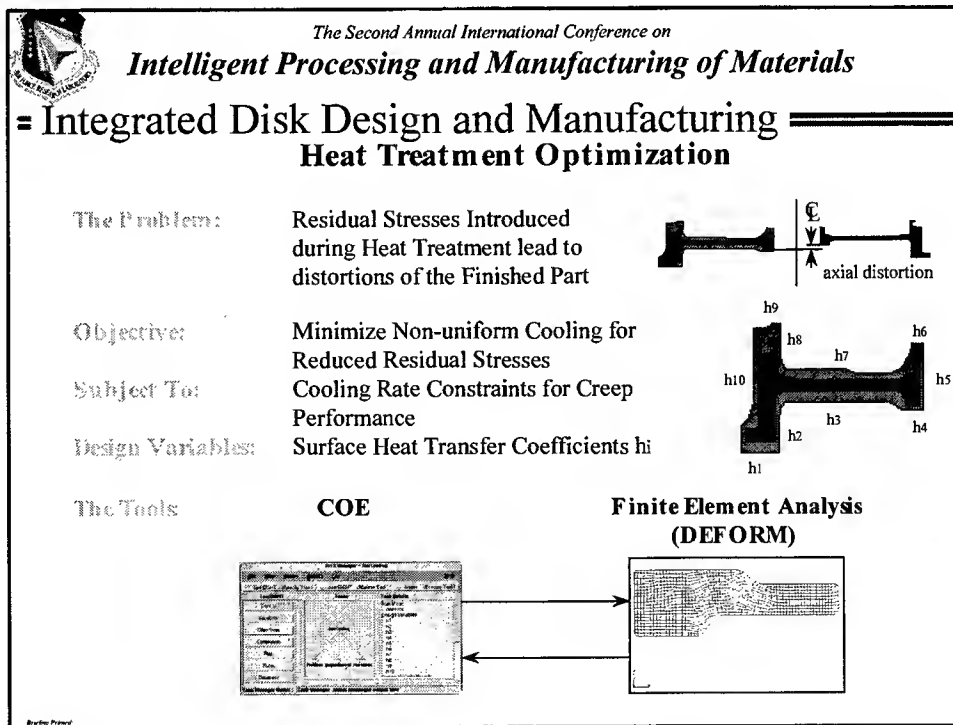 The Second Annual International Conference on
Intelligent Processing and Manufacturing of Materials
Integrated Disk Design and Manufacturing
Heat Treatment Optimization
The Problem:
Residual Stresses Introduced
during Heat Treatment lead to
distortions of the Finished Part
axial distortion
Objective:
Minimize Non-uniform Cooling for
Reduced Residual Stresses
Subject To:
Cooling Rate Constraints for Creep
Performance
Design Variables:
Surface Heat Transfer Coefficients hi
h9
h8
h7
h6
h10
h5
h3
h2
h4
h1
The Tools
COE
Finite Element Analysis
(DEFORM)